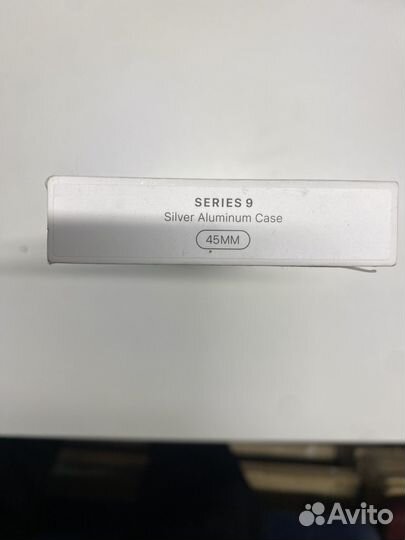 SERIES 9
Silver Aluminum Case
45MM
Avito